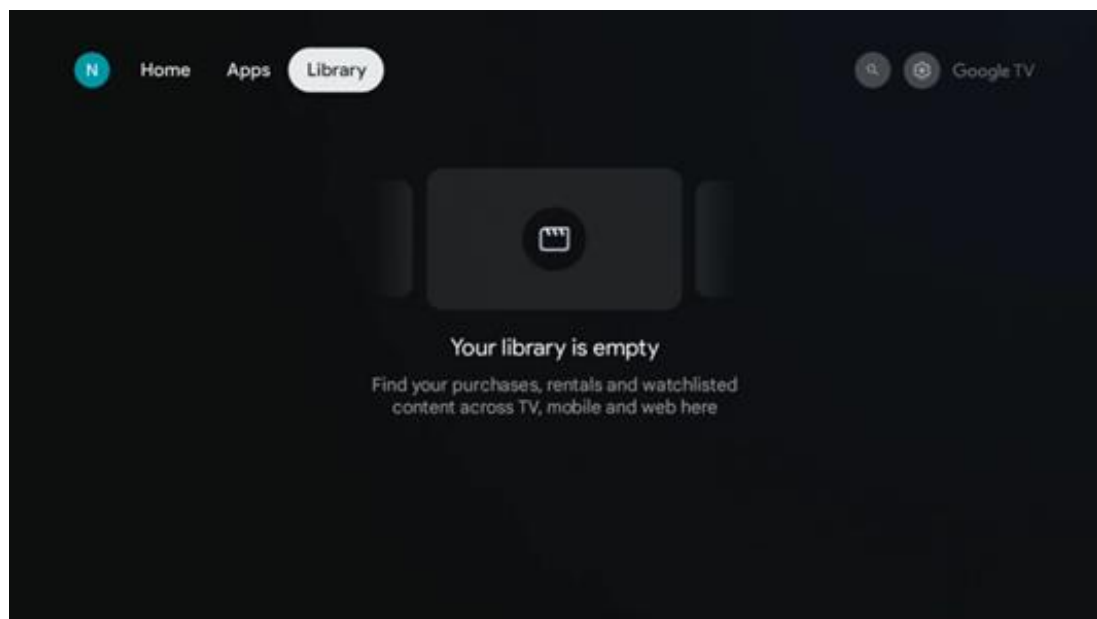 N Home Apps Library Google TV
Your library is empty
Find your purchases, rentals and watchlisted
content across TV, mobile and web here